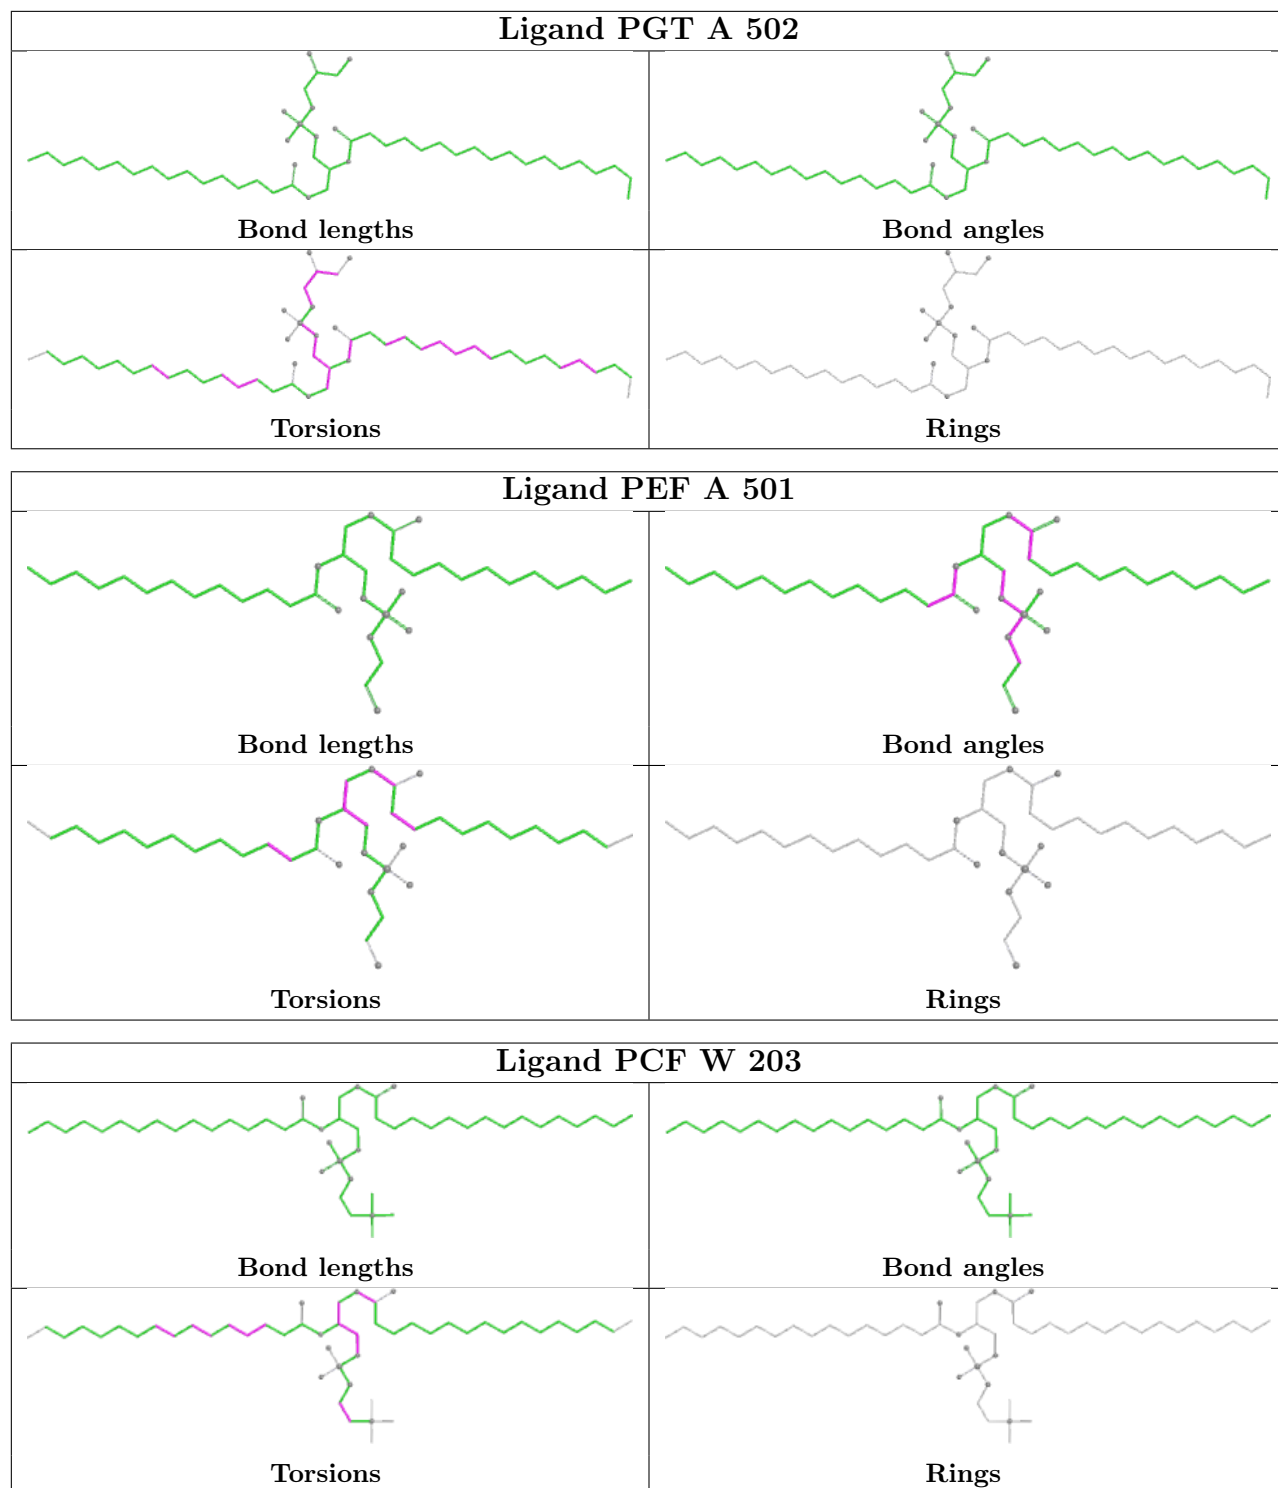 Ligand PGT A 502
Bond lengths
Bond angles
Torsions
Rings
Ligand PEF A 501
Bond lengths
Bond angles
Torsions
Rings
Ligand PCF W 203
Bond lengths
Bond angles
Torsions
Rings